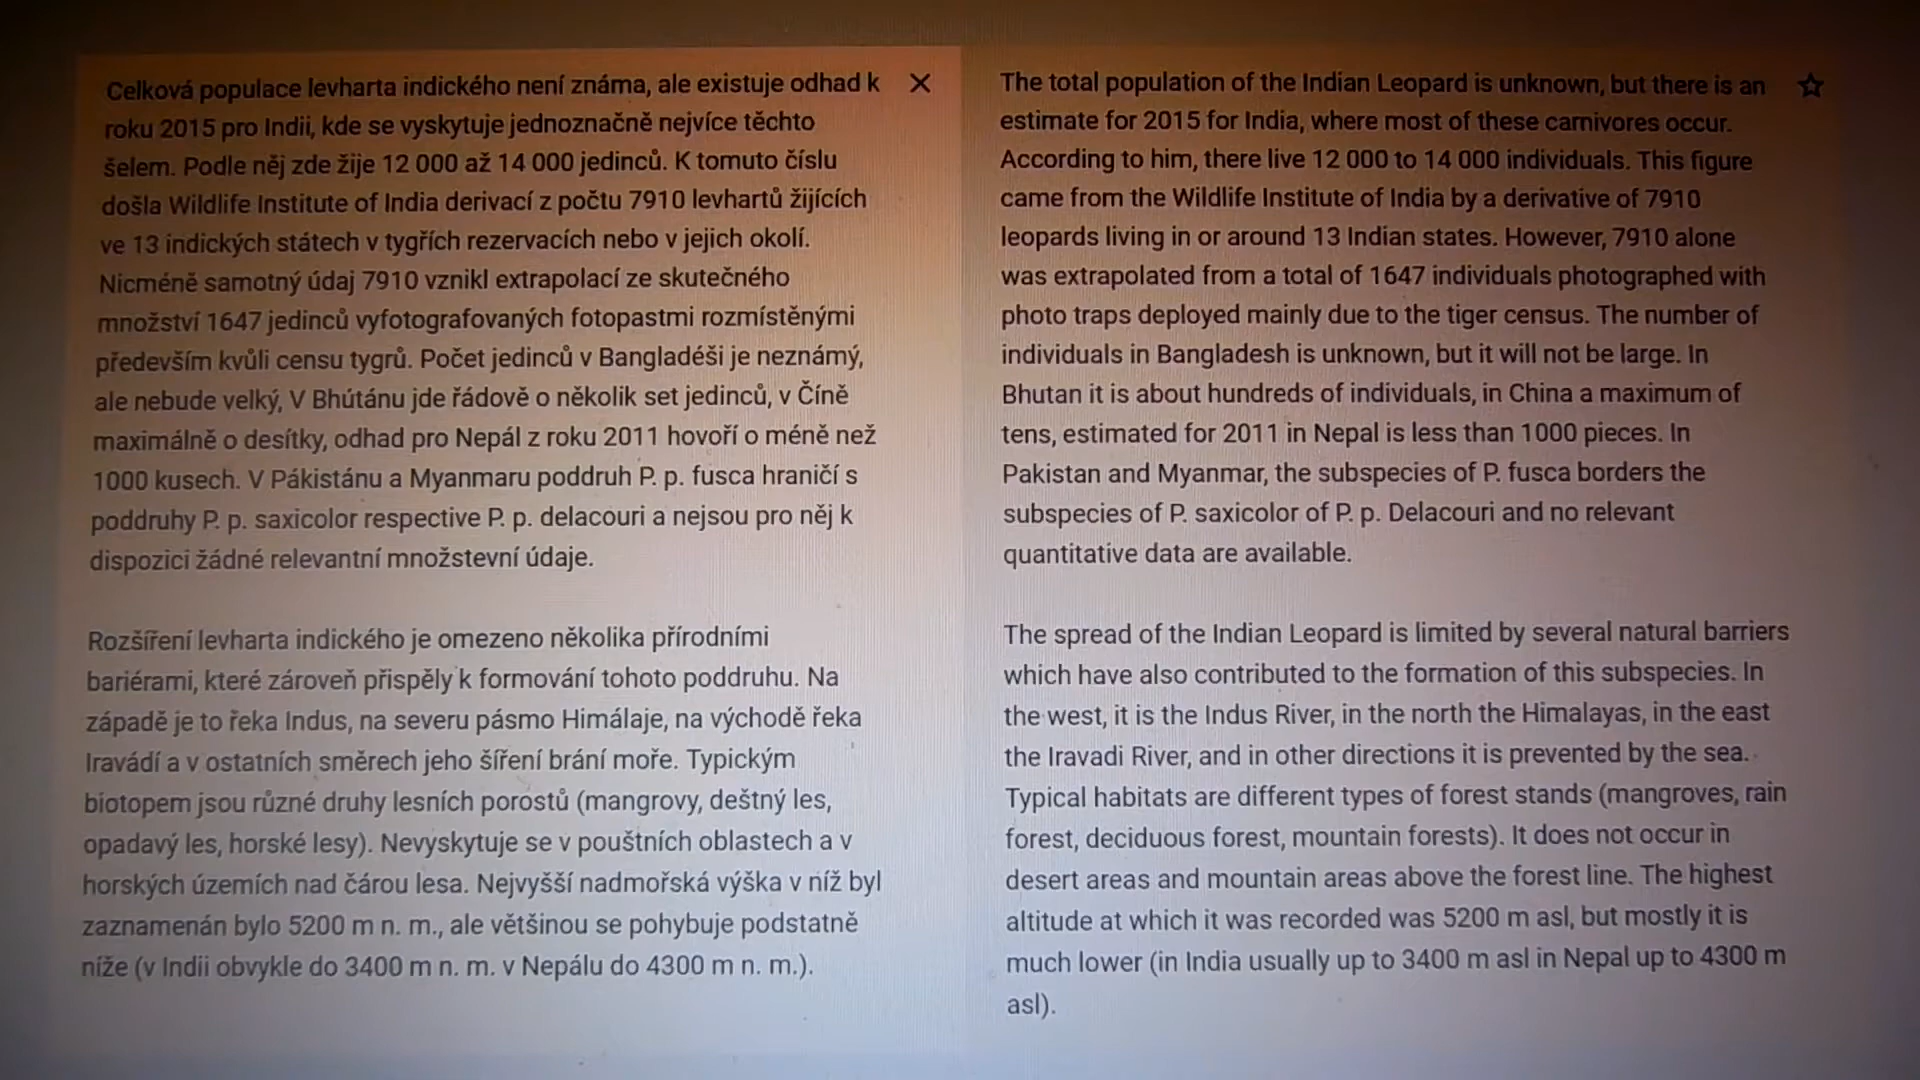 Celková populace levharta indického není známa, ale existuje odhad k
roku 2015 pro Indii, kde se vyskytuje jednoznačně nejvíce těchto
šelem. Podle něj zde žije 12 000 až 14 000 jedinců. K tomuto číslu
došla Wildlife Institute of India derivací z počtu 7910 levhartů žijících
ve 13 indických státech v tygřích rezervacích nebo v jejich okolí.
Nicméně samotný údaj 7910 vznikl extrapolací ze skutečného
množství 1647 jedinců vyfotografovaných fotopastmi rozmístěnými
především kvůli censu tygrů. Počet jedinců v Bangladéši je neznámý,
ale nebude velký, V Bhútánu jde řádově o několik set jedinců, v Číně
maximálně o desítky, odhad pro Nepál z roku 2011 hovoří o méně než
1000 kusech. V Pákistánu a Myanmaru poddruh P. p. fusca hraničí s
poddruhy P. p. saxicolor respective P. p. delacouri a nejsou pro něj k
dispozici žádné relevantní množstevní údaje.
Rozšíření levharta indického je omezeno několika přírodními
bariérami, které zároveň přispěly k formování tohoto poddruhu. Na
západě je to řeka Indus, na severu pásmo Himálaje, na východě řeka
Iravádí a v ostatních směrech jeho šíření brání moře. Typickým
biotopem jsou různé druhy lesních porostů (mangrovy, deštný les,
opadavý les, horské lesy). Nevyskytuje se v pouštních oblastech a v
horských územích nad čárou lesa. Nejvyšší nadmořská výška v níž byl
zaznamenán bylo 5200 m n. m., ale většinou se pohybuje podstatně
níže (v Indii obvykle do 3400 m n. m. v Nepálu do 4300 m n. m.).
The total population of the Indian Leopard is unknown, but there is an
estimate for 2015 for India, where most of these carnivores occur.
According to him, there live 12 000 to 14 000 individuals. This figure
came from the Wildlife Institute of India by a derivative of 7910
leopards living in or around 13 Indian states. However, 7910 alone
was extrapolated from a total of 1647 individuals photographed with
photo traps deployed mainly due to the tiger census. The number of
individuals in Bangladesh is unknown, but it will not be large. In
Bhutan it is about hundreds of individuals, in China a maximum of
tens, estimated for 2011 in Nepal is less than 1000 pieces. In
Pakistan and Myanmar, the subspecies of P. fusca borders the
subspecies of P. saxicolor of P. p. Delacouri and no relevant
quantitative data are available.
The spread of the Indian Leopard is limited by several natural barriers
which have also contributed to the formation of this subspecies. In
the west, it is the Indus River, in the north the Himalayas, in the east
the Iravadi River, and in other directions it is prevented by the sea.
Typical habitats are different types of forest stands (mangroves, rain
forest, deciduous forest, mountain forests). It does not occur in
desert areas and mountain areas above the forest line. The highest
altitude at which it was recorded was 5200 m asl, but mostly it is
much lower (in India usually up to 3400 m asl in Nepal up to 4300 m
asl).